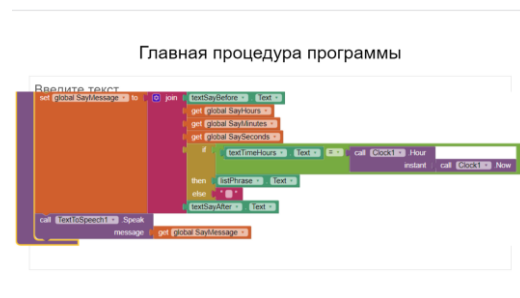 Главная процедура программы
Введите текст
set global SayMessage to join textSayBefore . Text
get global SayHours
get global SayMinutes
get global SaySeconds
if textTimeHours . Text = call Clock1 .Hour
instant call Clock1 .Now
then listPhrase . Text
else " "
textSayAfter . Text
call TextToSpeech1 .Speak
message get global SayMessage